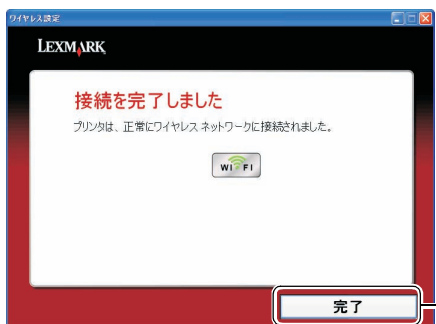 ワイヤレス設定
LEXMARK
接続を完了しました
プリンタは、正常にワイヤレス ネットワークに接続されました。
WI FI
完了